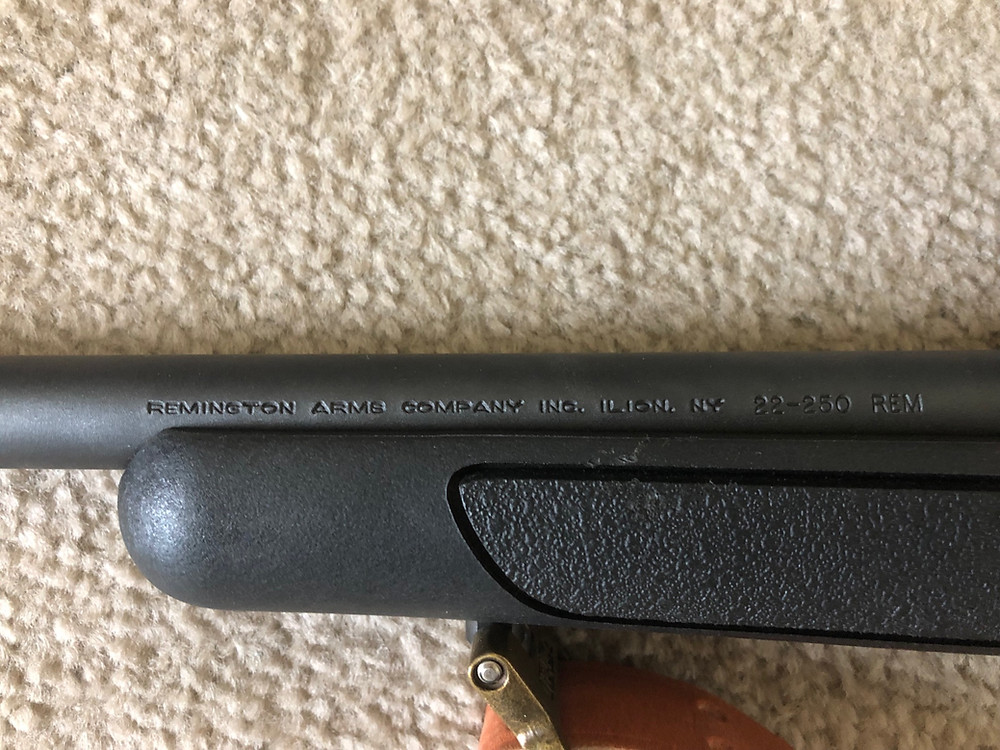 REMINGTON ARMS COMPANY INC. ILION, NY 22-250 REM